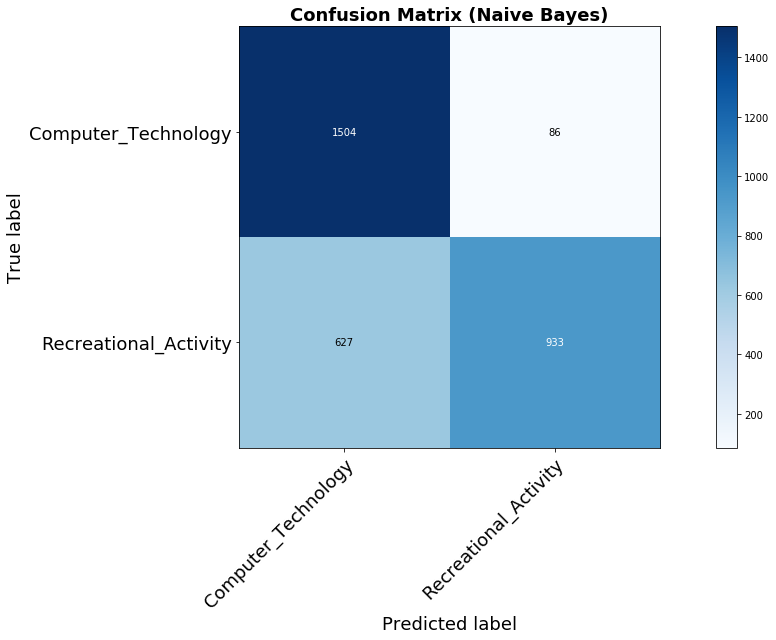 Confusion Matrix (Naive Bayes)
True label
Computer_Technology
Recreational_Activity
1504
86
627
933
Computer_Technology
Recreational_Activity
Predicted label
1400
1200
1000
800
600
400
200